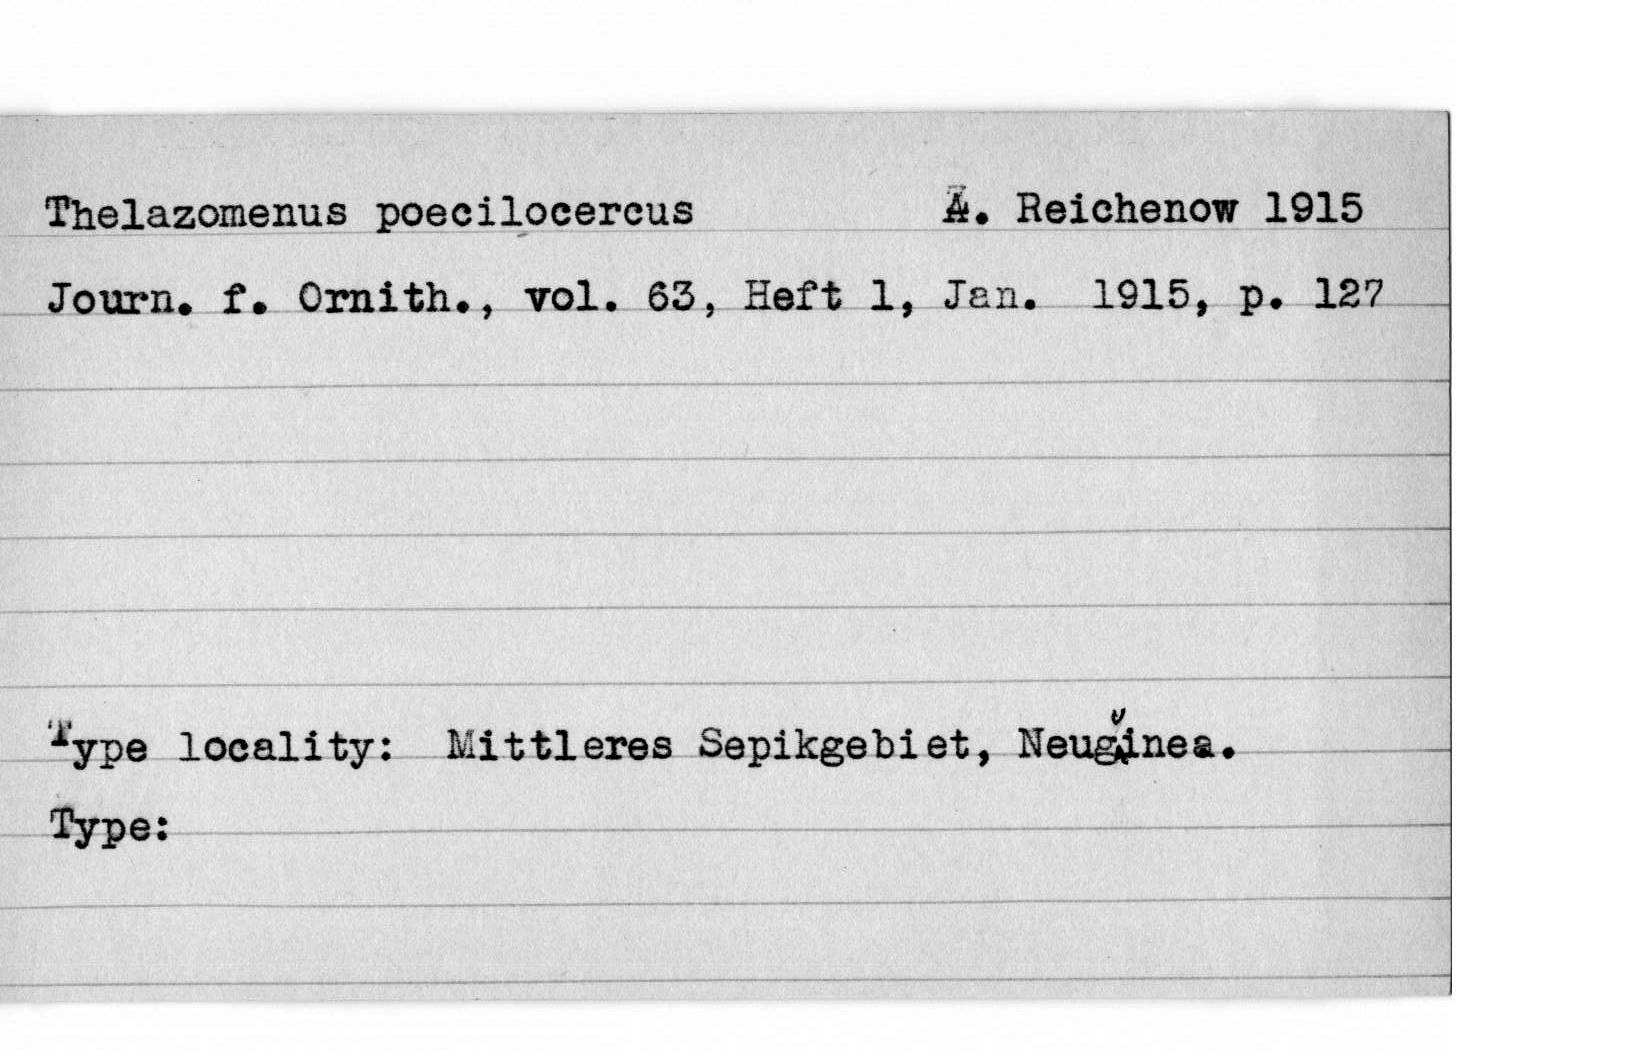 Thelazomenus poecilocercus A. Reichenow 1915
Journ. f. Ornith., vol. 63, Heft 1, Jan. 1915, p. 127
Type locality: Mittleres Sepikgebiet, Neuguinea.
Type: